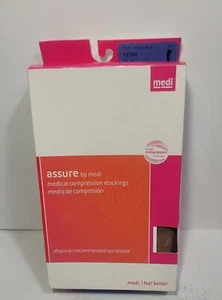 medi
assure by medi
medical compression stockings
media de compresión
physician recommended worldwide
medi. I feel better.